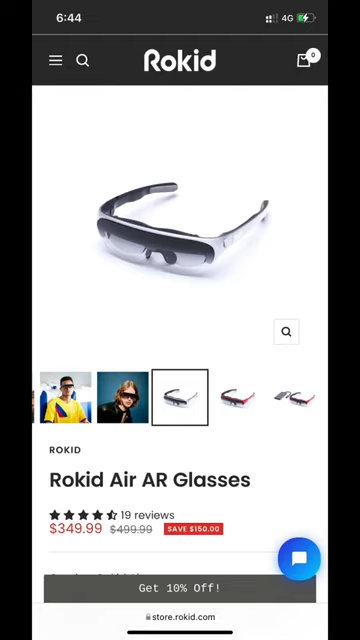 6:44
4G
Rokid
0
ROKID
Rokid Air AR Glasses
19 reviews
$349.99 $499.99 SAVE $150.00
Get 10% Off!
store.rokid.com